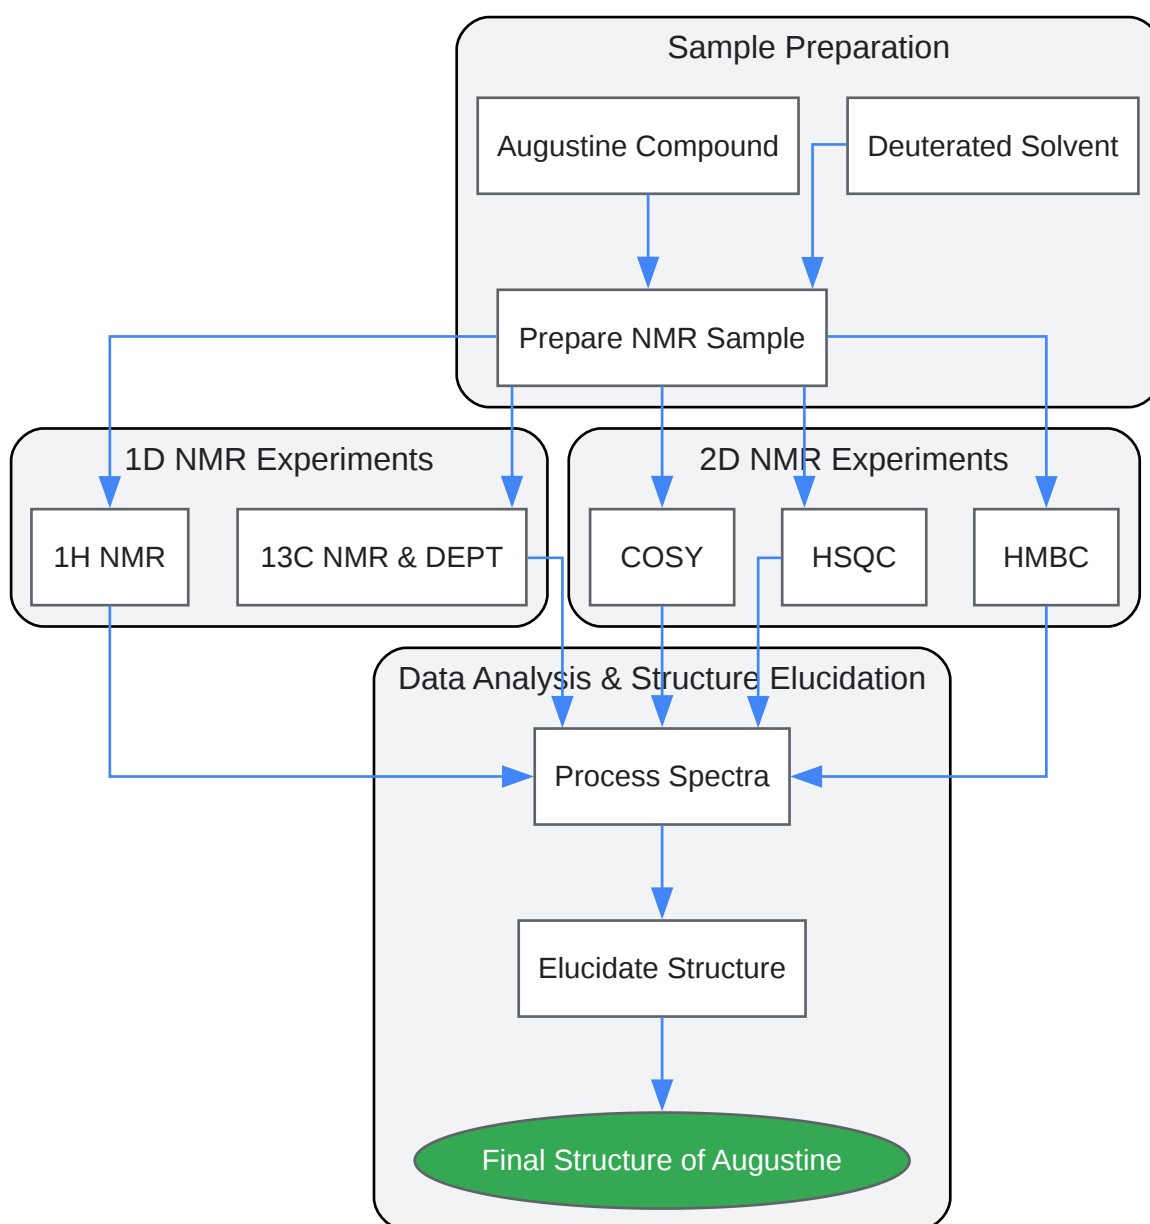 Sample Preparation
Augustine Compound
Deuterated Solvent
Prepare NMR Sample
1D NMR Experiments
2D NMR Experiments
1H NMR
13C NMR & DEPT
COSY
HSQC
HMBC
Data Analysis & Structure Elucidation
Process Spectra
Elucidate Structure
Final Structure of Augustine